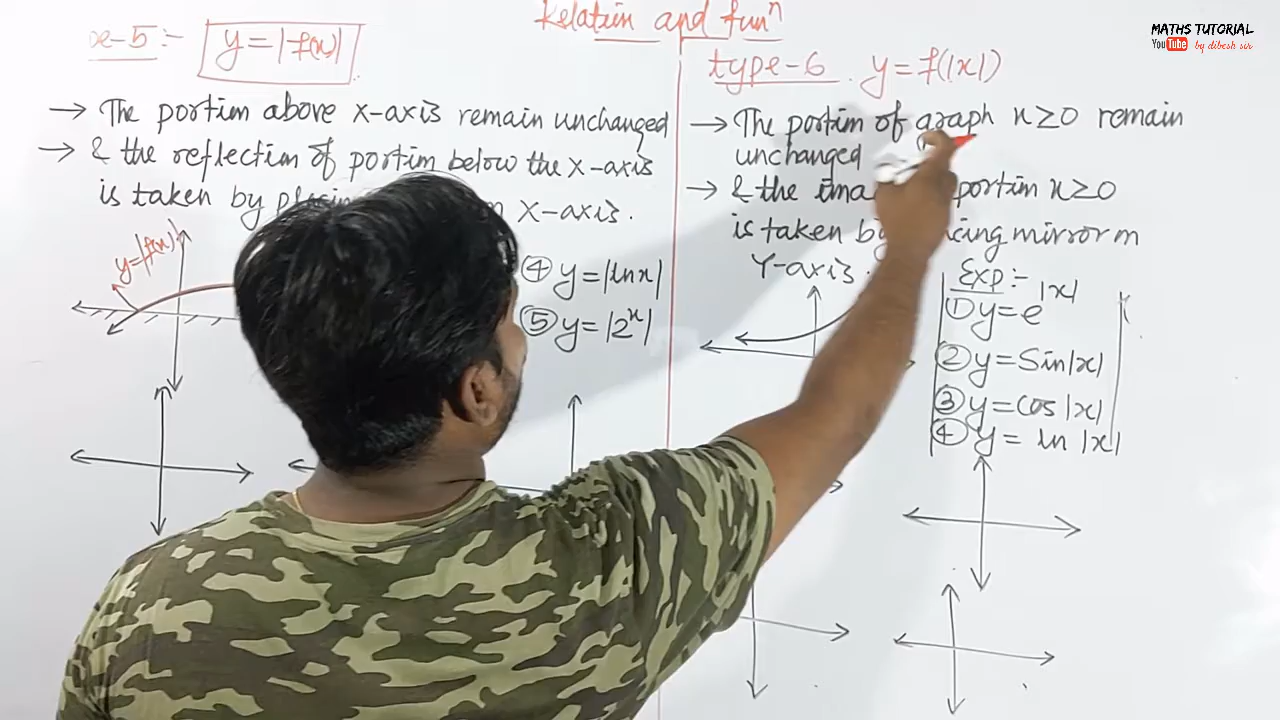 Relation and funⁿ
MATHS TUTORIAL
YouTube by dibesh sir
e-5:- y=|f(x)|
→ The portion above X-axis remain unchanged
→ & the reflection of portion below the X-axis
is taken by X-axis.
y=|f(x)|
④ y=|lnx|
⑤ y=|2ˣ|
type-6. y=f(|x|)
→ The portion of graph x≥0 remain
unchanged
→ & the portion x≥0
is taken by mirror on
Y-axis.
Exp:-
① y=e^|x|
② y=Sin|x|
③ y=cos|x|
④ y= ln|x|